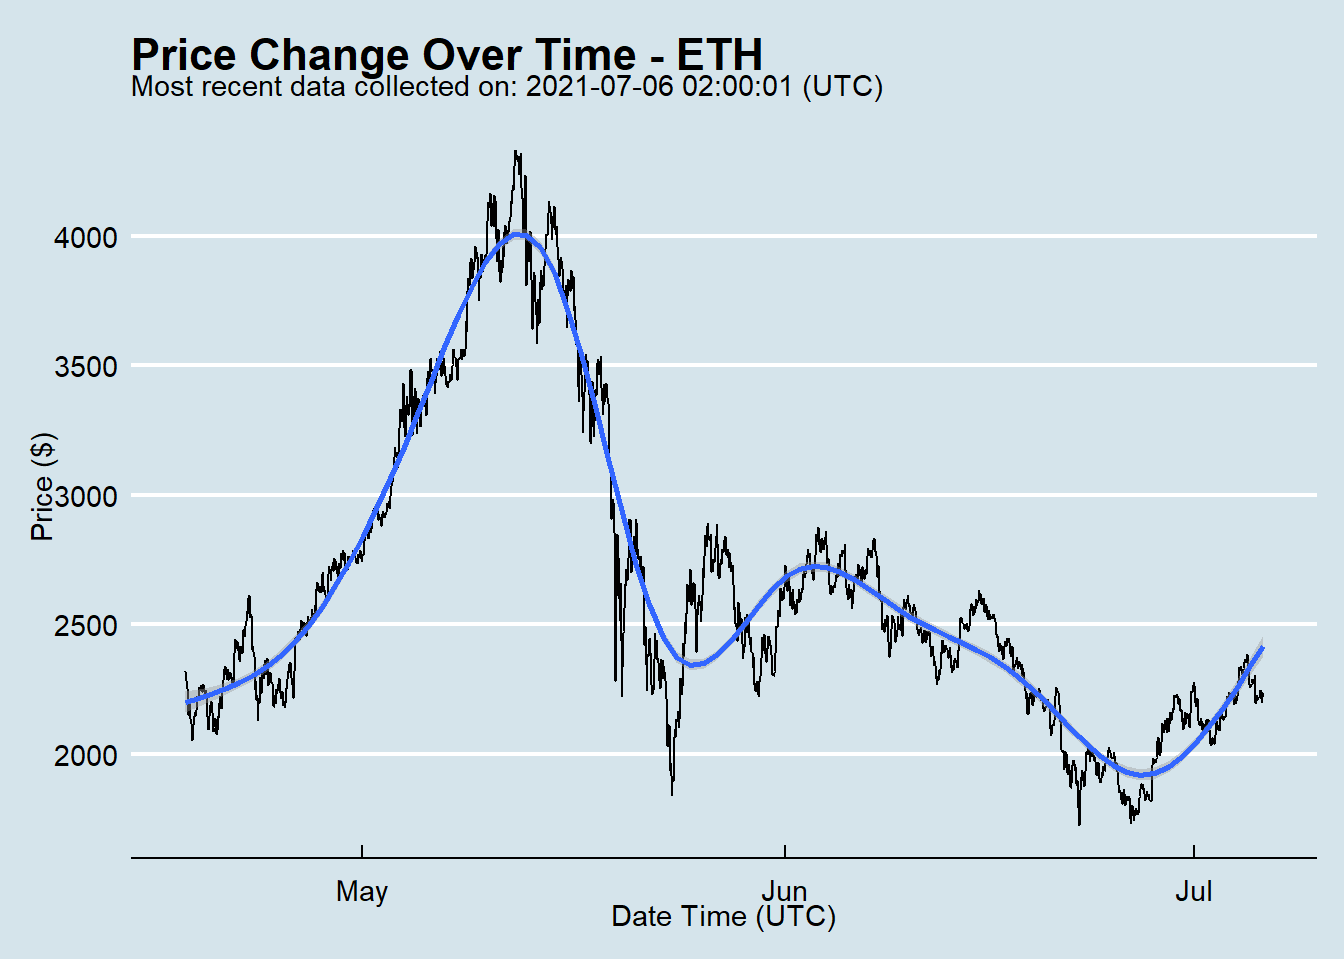 Price Change Over Time - ETH
Most recent data collected on: 2021-07-06 02:00:01 (UTC)
4000
3500
3000
2500
2000
Price ($)
May
Jun
Jul
Date Time (UTC)